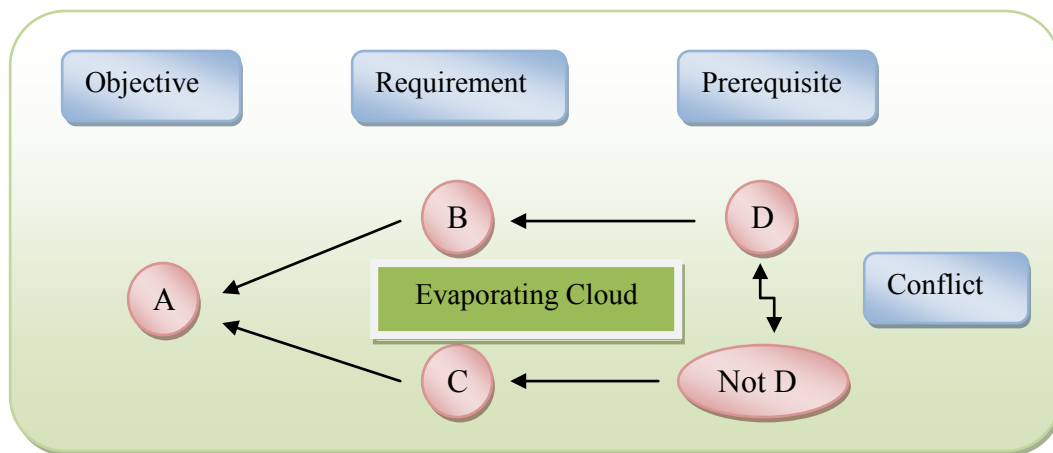 Objective
Requirement
Prerequisite
B
D
A
Evaporating Cloud
Conflict
C
Not D